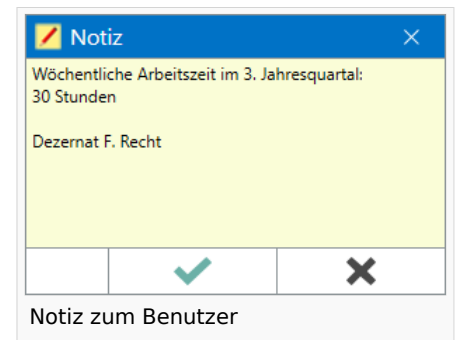 Notiz
Wöchentliche Arbeitszeit im 3. Jahresquartal:
30 Stunden
Dezernat F. Recht
Notiz zum Benutzer